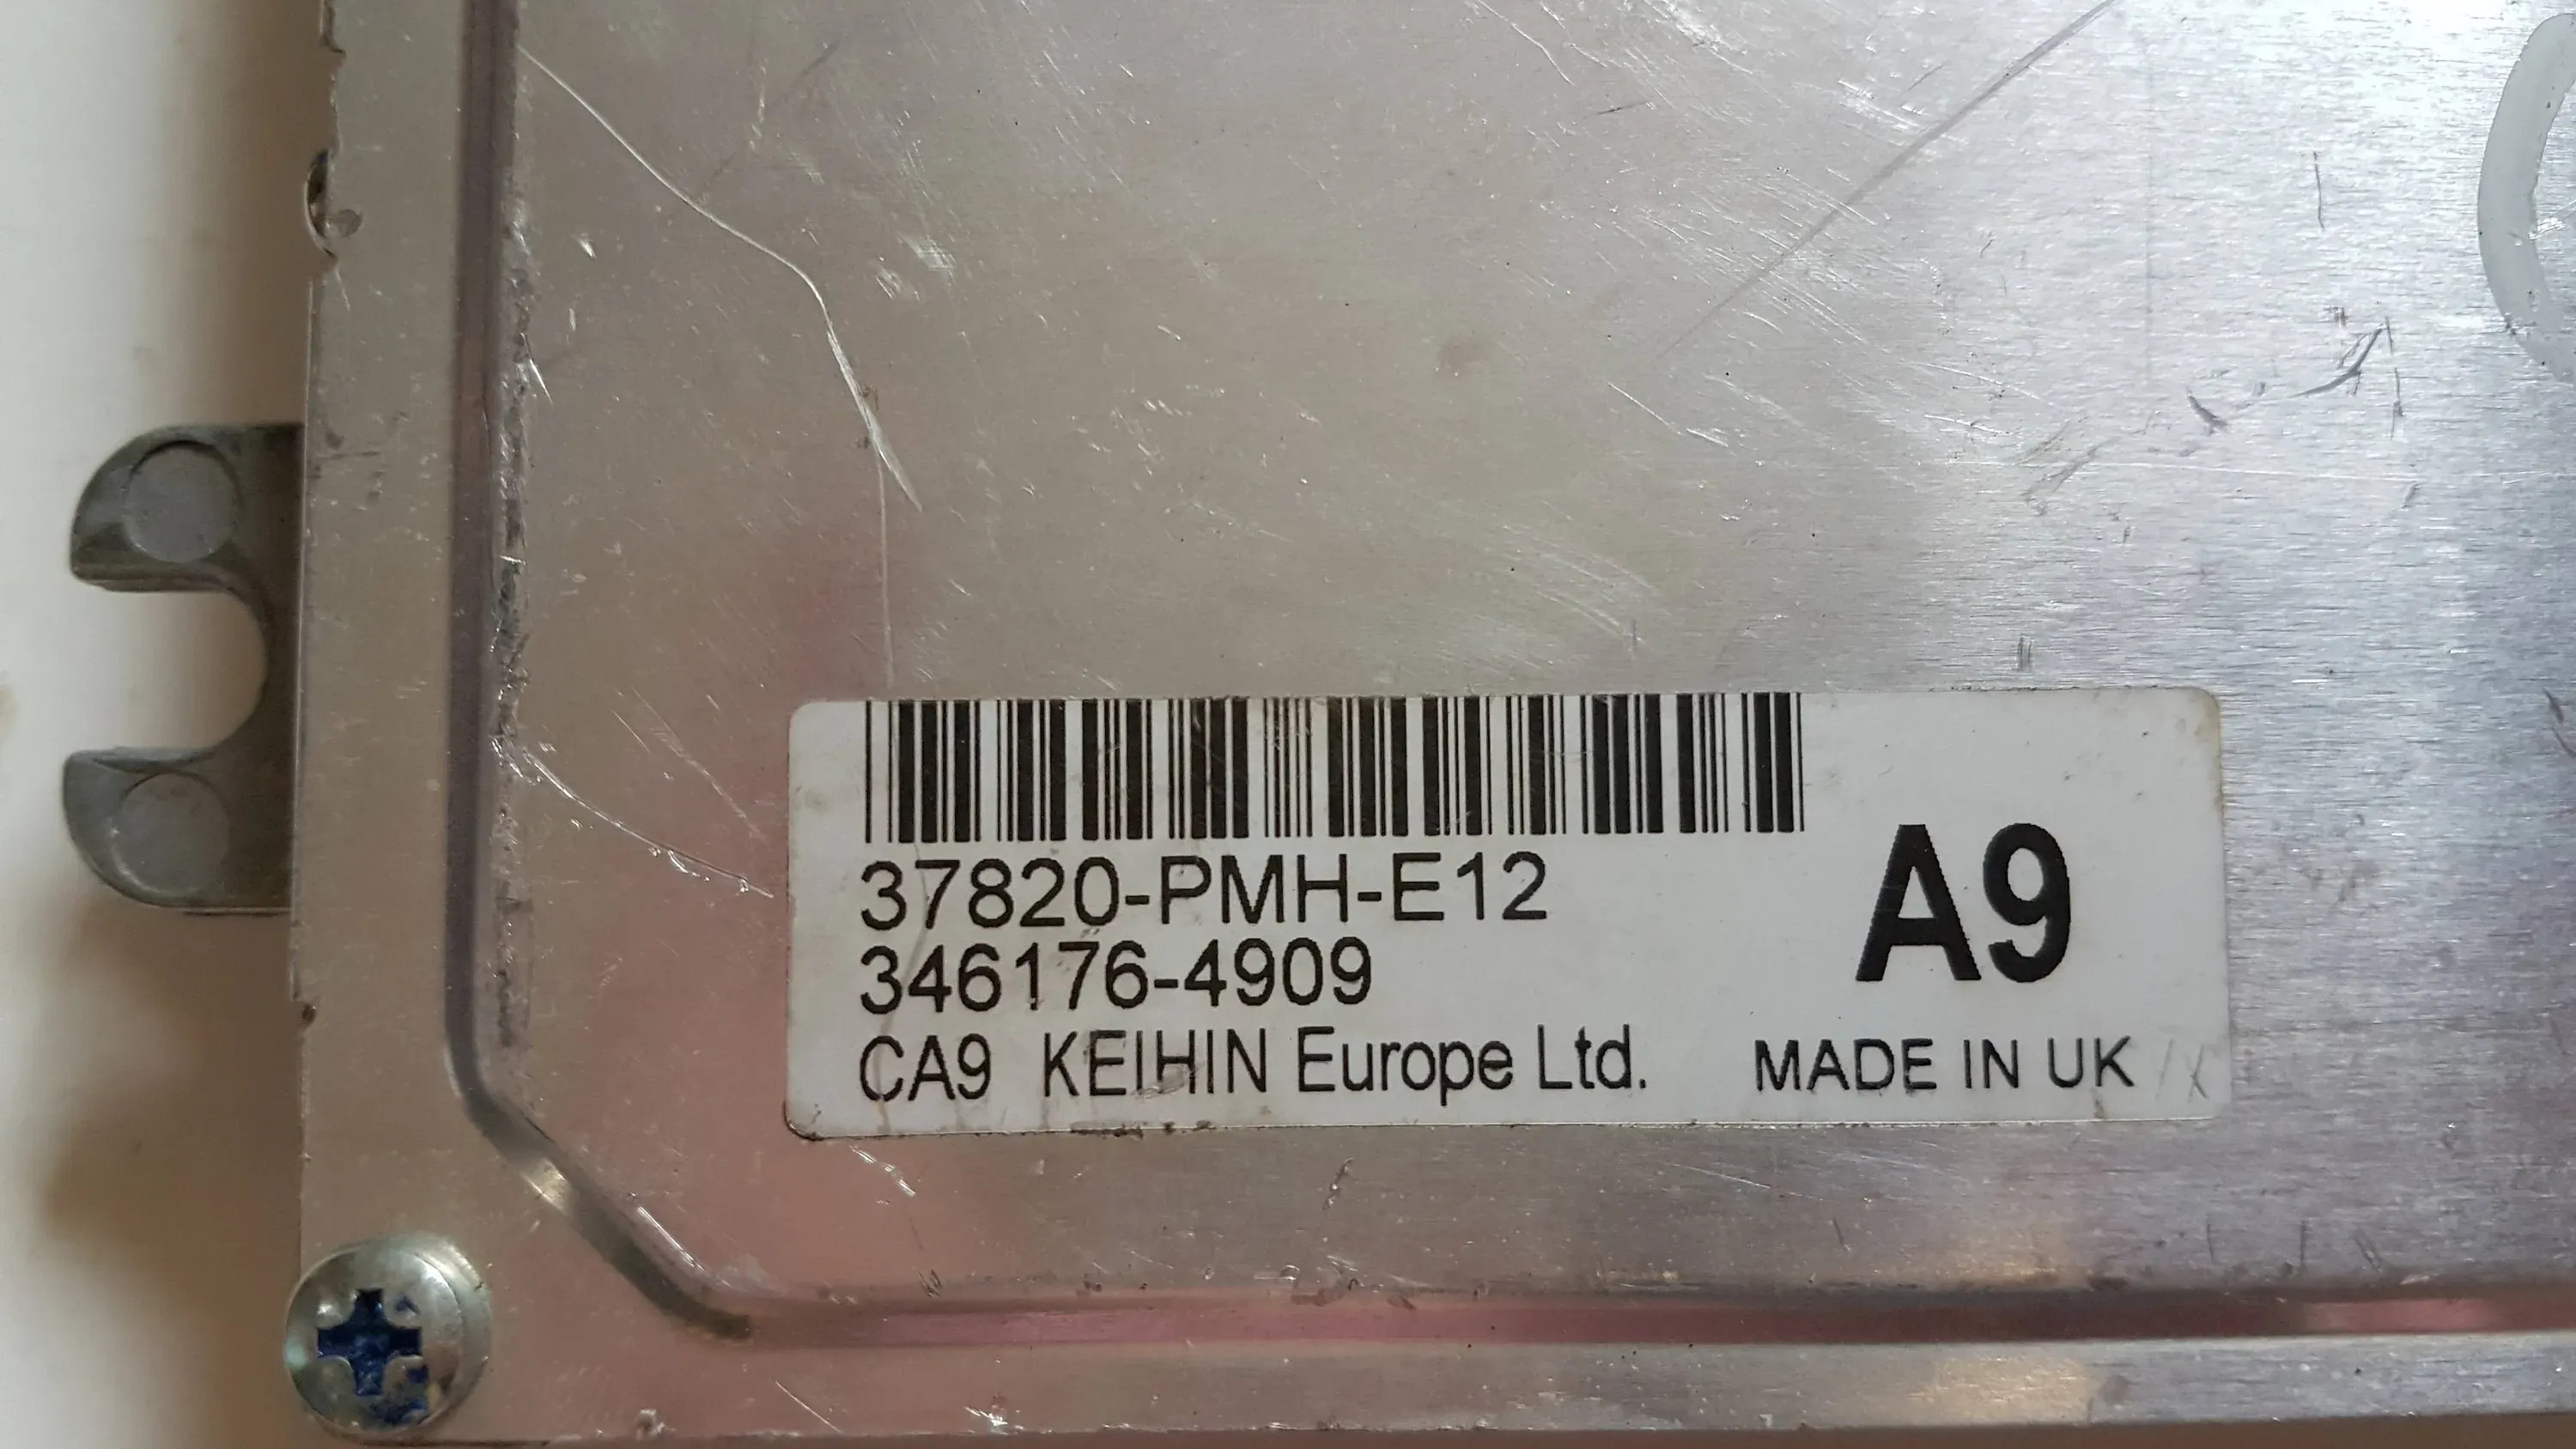 37820-PMH-E12
346176-4909
A9
CA9 KEIHIN Europe Ltd.
MADE IN UK